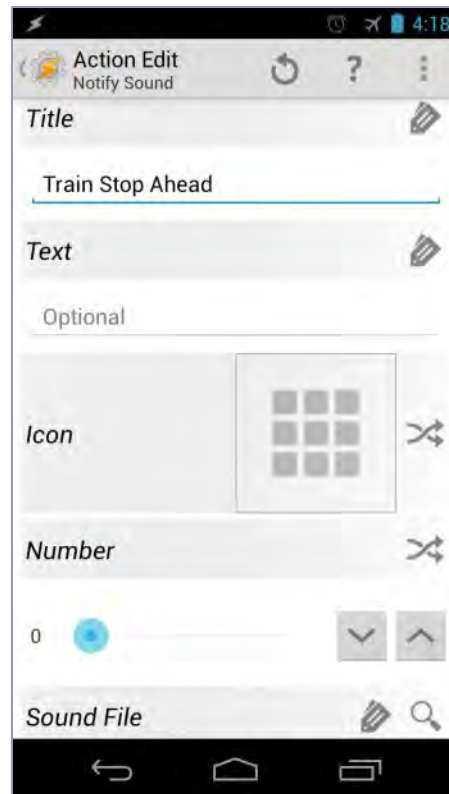 4:18
Action Edit
Notify Sound
?
Title
Train Stop Ahead
Text
Optional
Icon
Number
0
Sound File